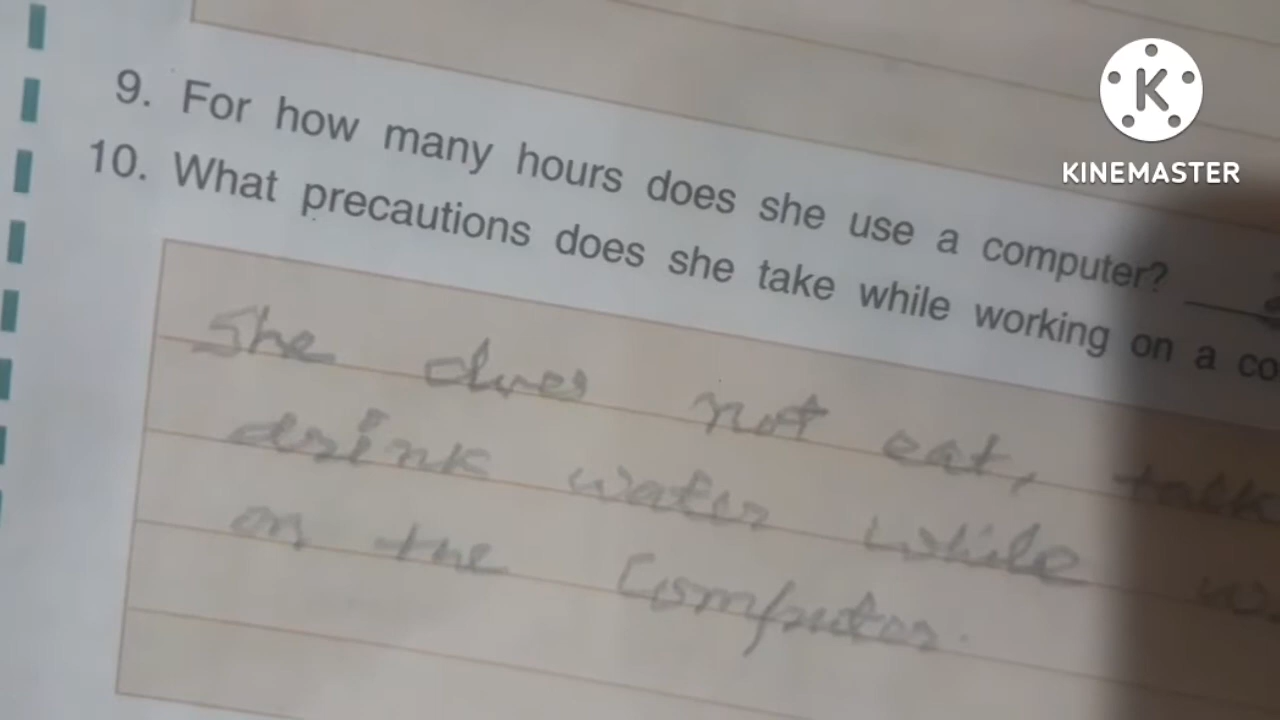 9. For how many hours does she use a computer?
10. What precautions does she take while working on a co
She does not eat, talk
drink water while
on the Computer.
KINEMASTER